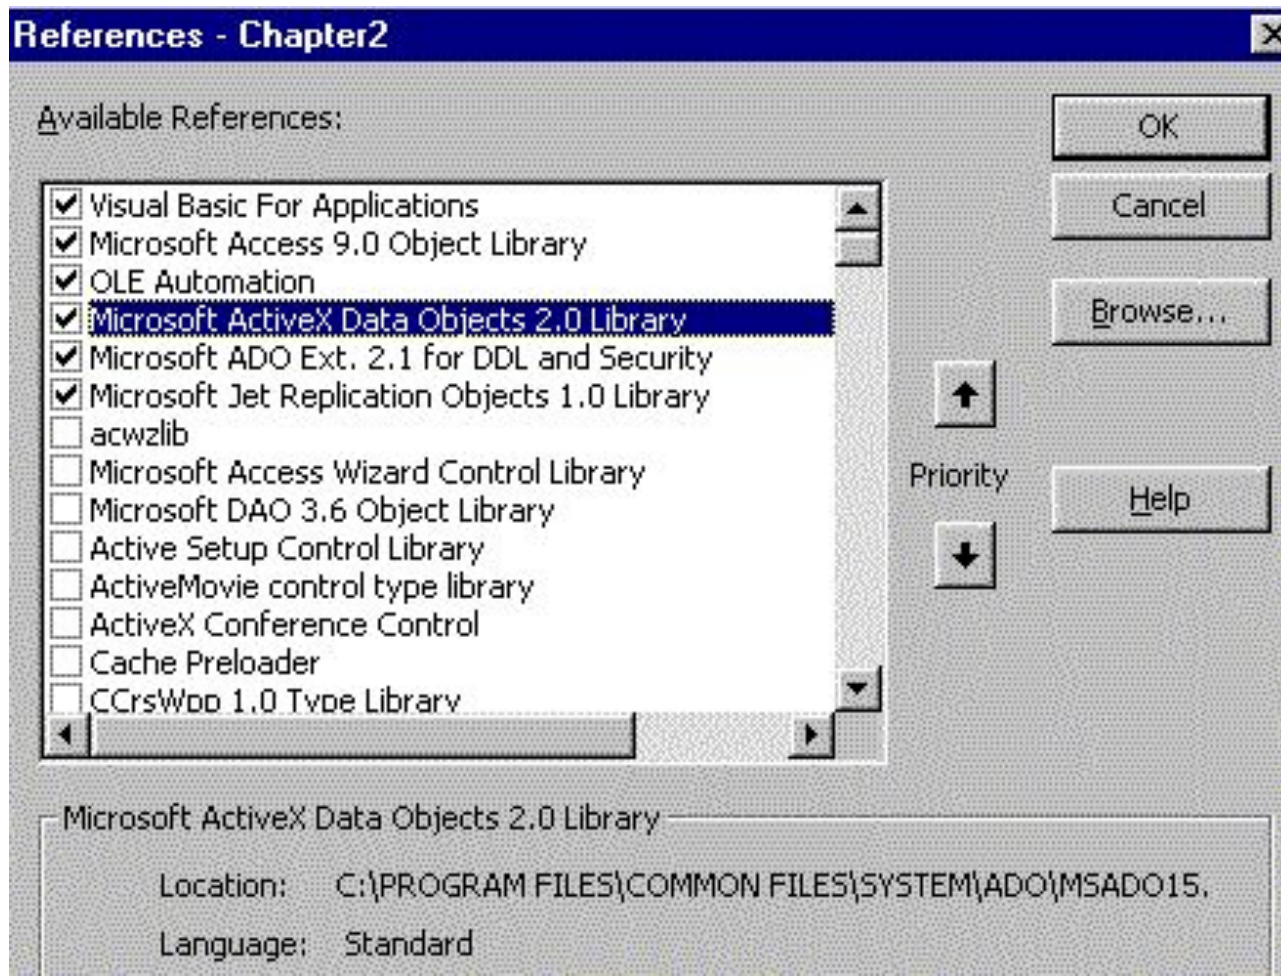 References - Chapter2
Available References:
OK
Cancel
Browse...
Help
Visual Basic For Applications
Microsoft Access 9.0 Object Library
OLE Automation
Microsoft ActiveX Data Objects 2.0 Library
Microsoft ADO Ext. 2.1 for DDL and Security
Microsoft Jet Replication Objects 1.0 Library
acwzlib
Microsoft Access Wizard Control Library
Microsoft DAO 3.6 Object Library
Active Setup Control Library
ActiveMovie control type library
ActiveX Conference Control
Cache Preloader
CCrsWpp 1.0 Type Library
Priority
Microsoft ActiveX Data Objects 2.0 Library
Location: C:\PROGRAM FILES\COMMON FILES\SYSTEM\ADO\MSADO15.
Language: Standard